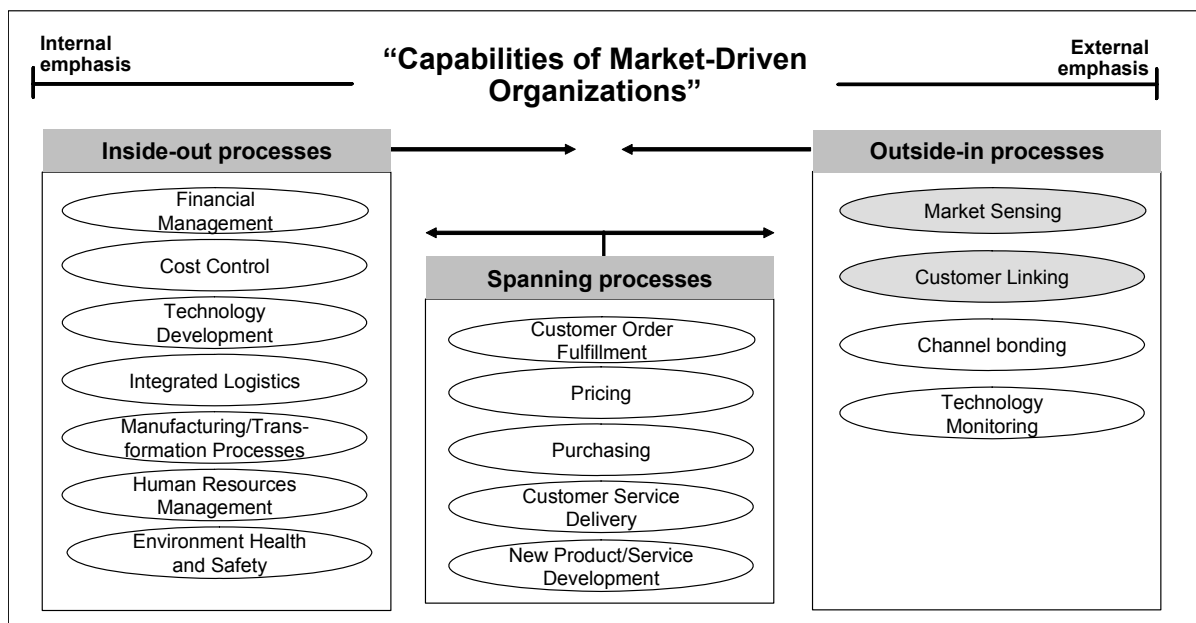 Internal
emphasis
“Capabilities of Market-Driven
Organizations”
External
emphasis
Inside-out processes
Financial
Management
Cost Control
Technology
Development
Integrated Logistics
Manufacturing/Trans-
formation Processes
Human Resources
Management
Environment Health
and Safety
Spanning processes
Customer Order
Fulfillment
Pricing
Purchasing
Customer Service
Delivery
New Product/Service
Development
Outside-in processes
Market Sensing
Customer Linking
Channel bonding
Technology
Monitoring